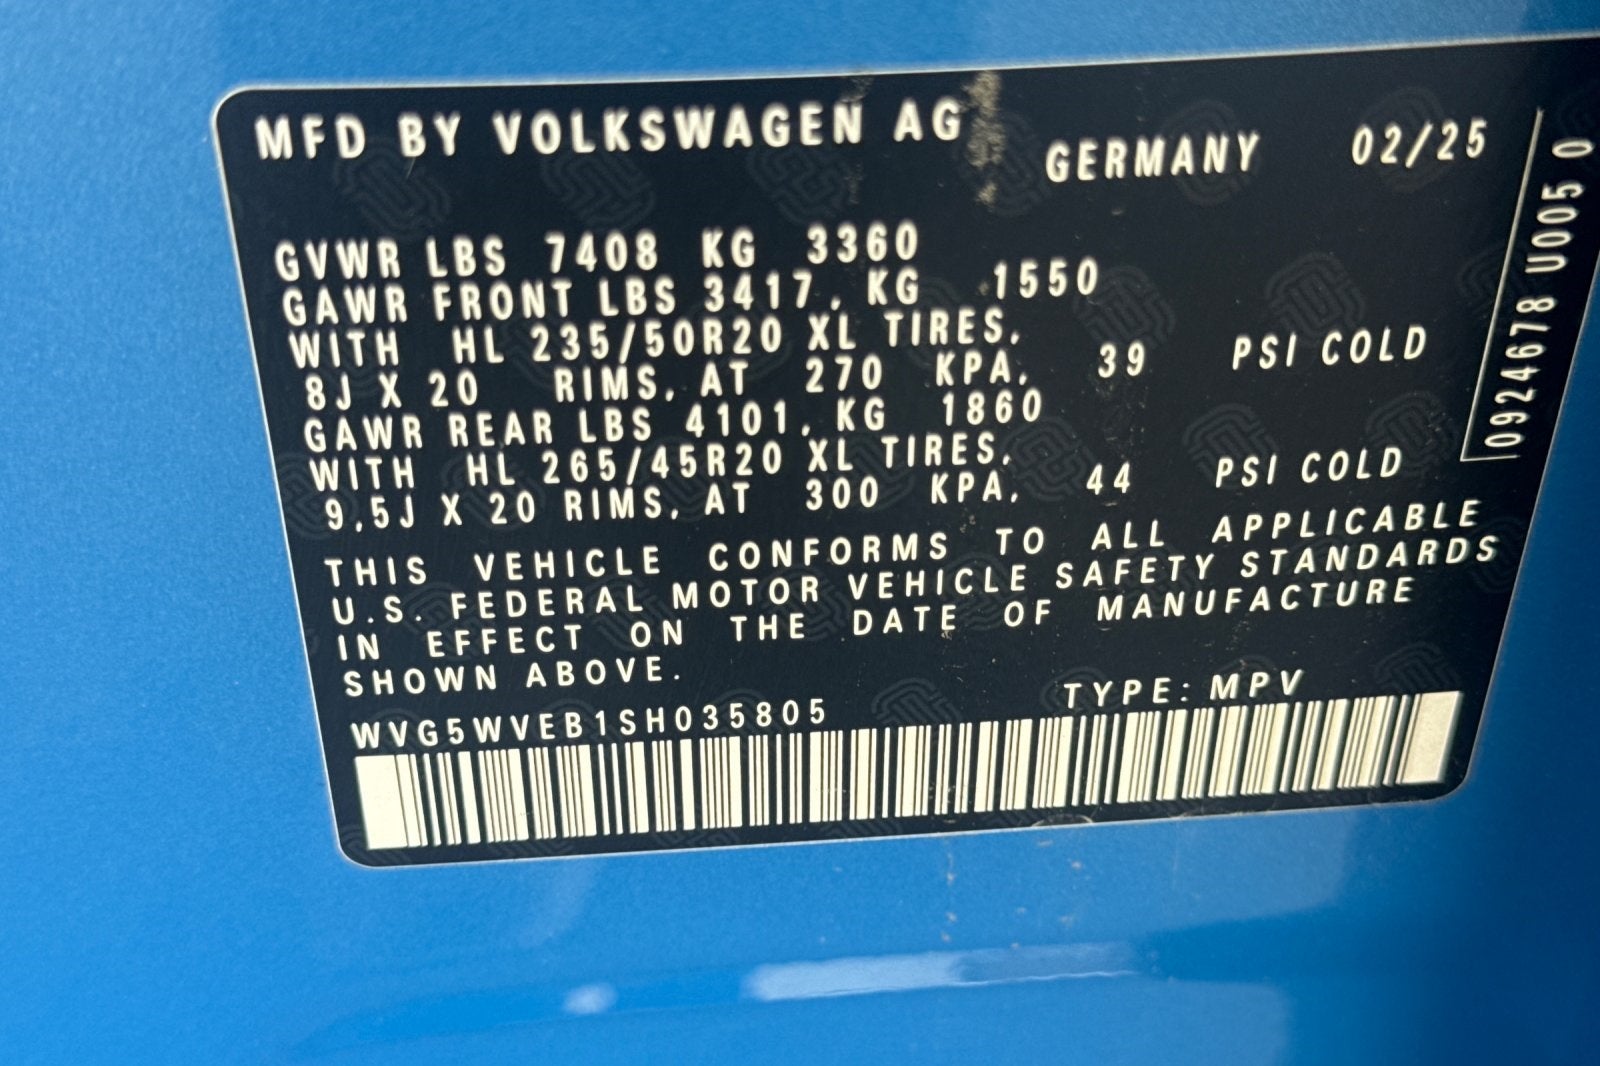 MFD BY VOLKSWAGEN AG GERMANY 02/25
GVWR LBS 7408 KG 3360
GAWR FRONT LBS 3417, KG 1550
WITH HL 235/50R20 XL TIRES,
8J X 20 RIMS, AT 270 KPA, 39 PSI COLD
GAWR REAR LBS 4101, KG 1860
WITH HL 265/45R20 XL TIRES,
9,5J X 20 RIMS, AT 300 KPA, 44 PSI COLD
THIS VEHICLE CONFORMS TO ALL APPLICABLE
U.S. FEDERAL MOTOR VEHICLE SAFETY STANDARDS
IN EFFECT ON THE DATE OF MANUFACTURE
SHOWN ABOVE.
WVG5WVEB1SH035805 TYPE: MPV
0924678 U005 0